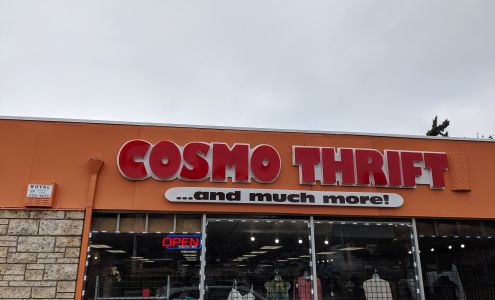 COSMO THRIFT
...and much more!
ROYAL
OPEN